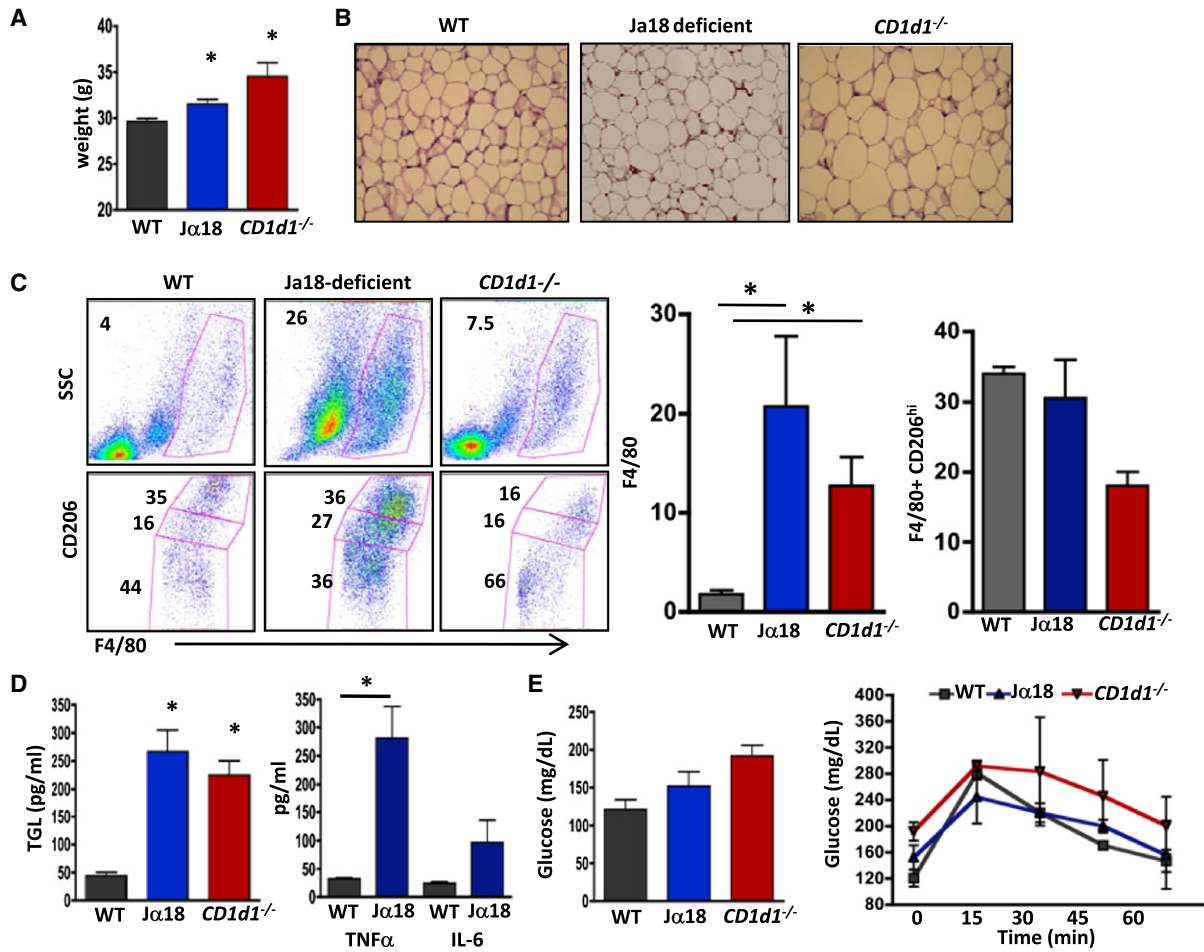 A
weight (g)
40
35
30
25
20
*
*
WT
Jα18
CD1d1-/-
B
WT
Ja18 deficient
CD1d1-/-
C
WT
Ja18-deficient
CD1d1-/-
SSC
4
26
7.5
CD206
35
16
44
36
27
36
16
16
66
F4/80
F4/80
30
20
10
0
*
*
WT
Jα18
CD1d1-/-
F4/80+ CD206hi
40
30
20
10
0
WT
Jα18
CD1d1-/-
D
TGL (pg/ml)
350
300
250
200
150
100
50
0
*
*
WT
Jα18
CD1d1-/-
pg/ml
350
300
250
200
150
100
50
0
*
WT
Jα18
WT
Jα18
TNFα
IL-6
E
Glucose (mg/dL)
250
200
150
100
50
0
WT
Jα18
CD1d1-/-
WT
Jα18
CD1d1-/-
Glucose (mg/dL)
400
360
320
280
240
200
160
120
80
0
15
30
45
60
Time (min)